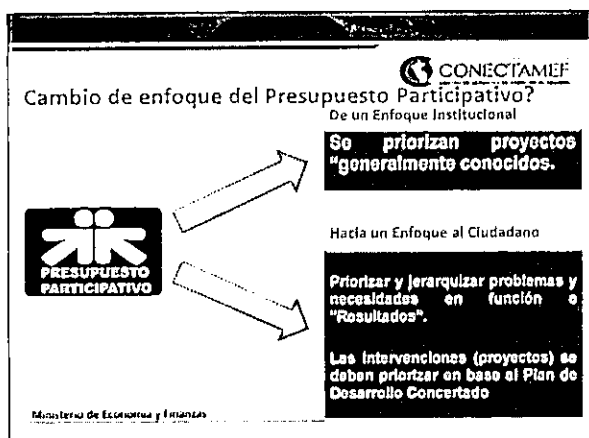 CONECTAMEF
Cambio de enfoque del Presupuesto Participativo?
De un Enfoque Institucional
Se priorizan proyectos
"generalmente conocidos.
PRESUPUESTO
PARTICIPATIVO
Hacia un Enfoque al Ciudadano
Priorizar y jerarquizar problemas y
necesidades en función a
"Resultados".
Las intervenciones (proyectos) se
deben priorizar en base al Plan de
Desarrollo Concertado
Ministerio de Economía y Finanzas